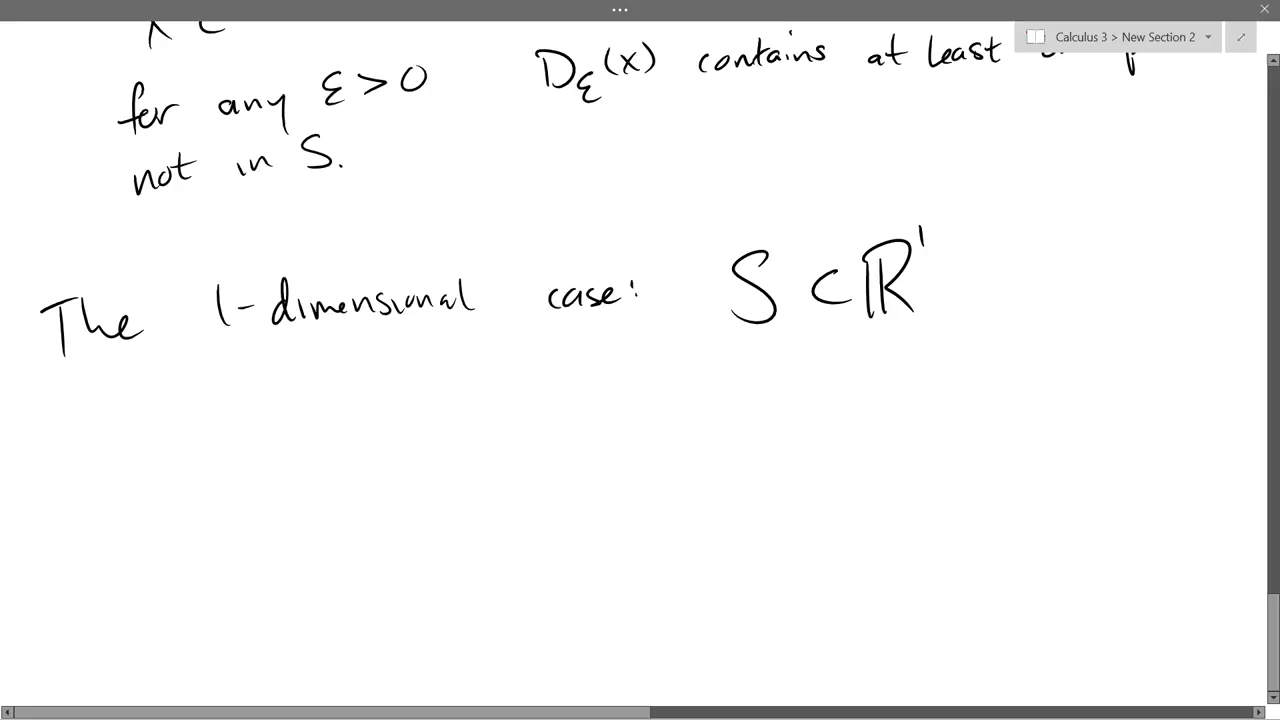 Calculus 3 > New Section 2
D_ε(x) contains at least
for any ε > 0
not in S.
The 1-dimensional case: S ⊂ ℝ¹